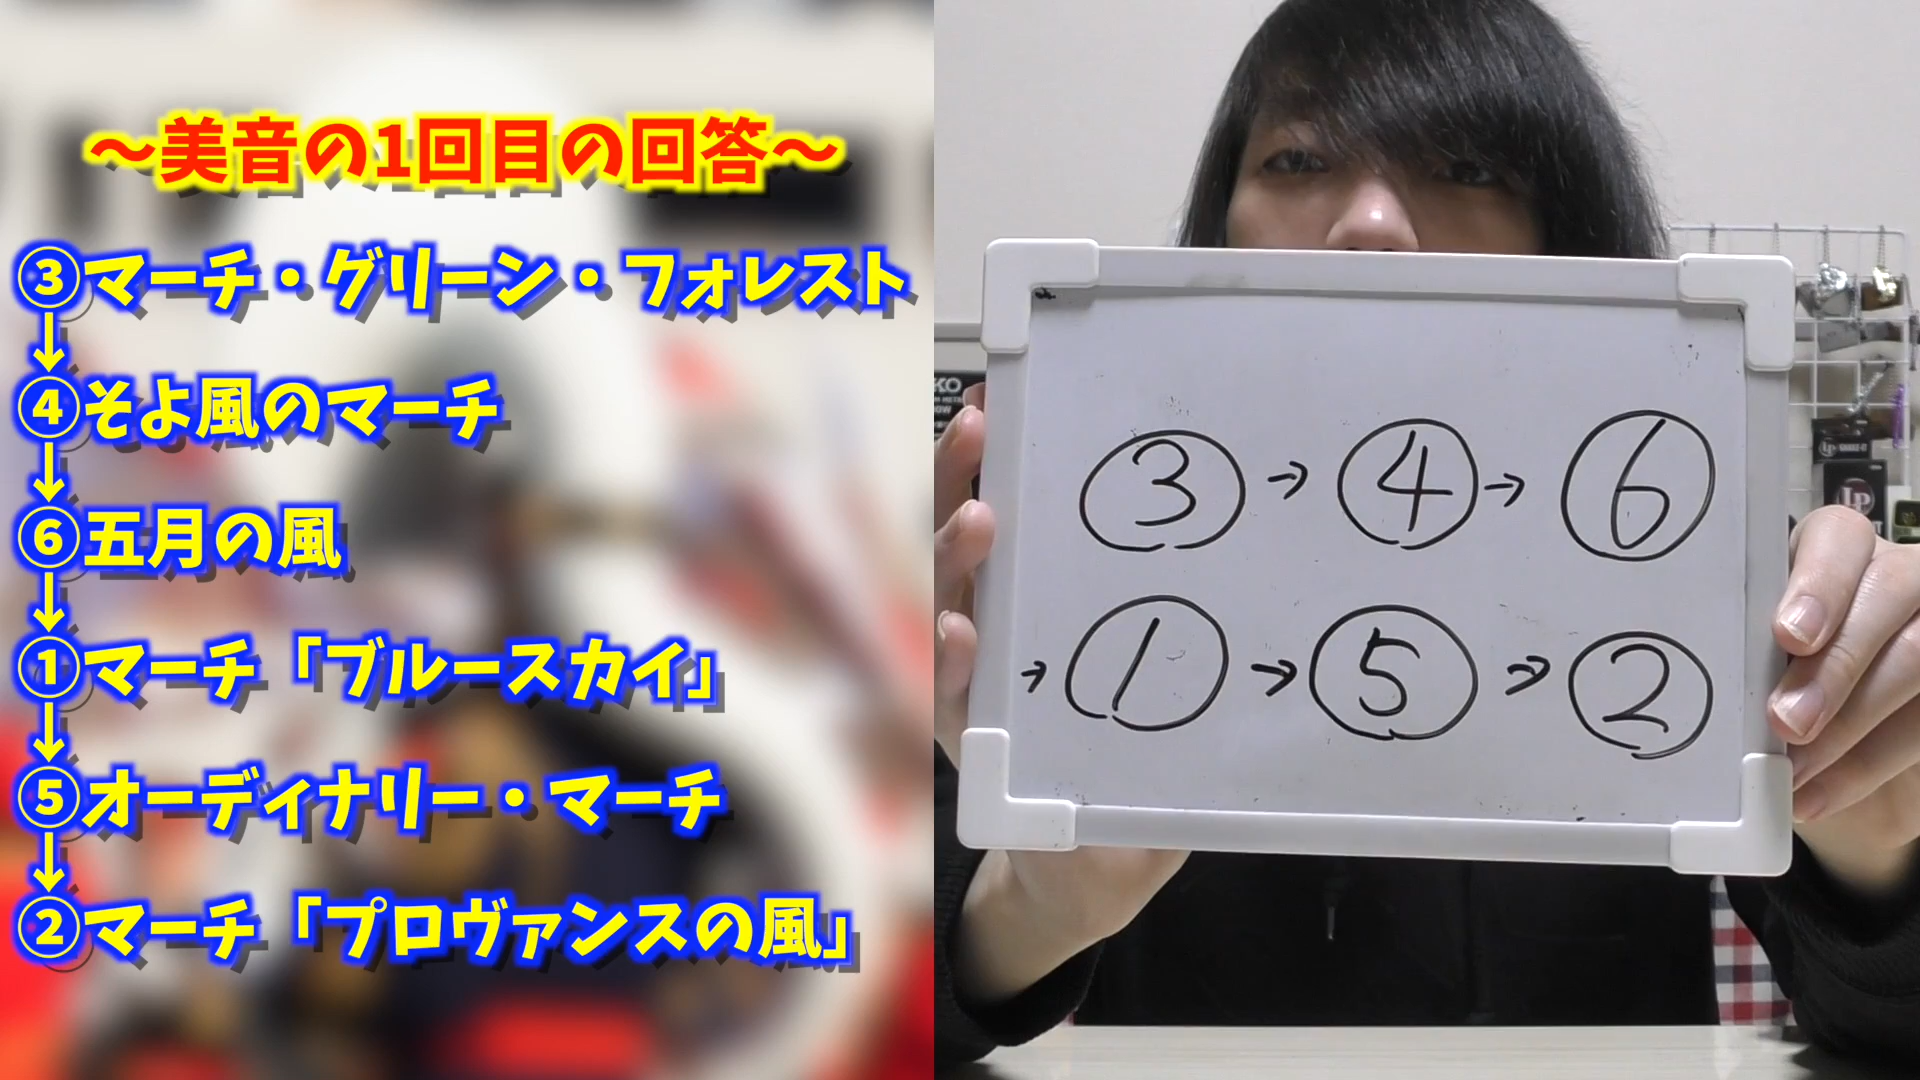 ～美音の1回目の回答～
③マーチ・グリーン・フォレスト
↓
④そよ風のマーチ
↓
⑥五月の風
↓
①マーチ「ブルースカイ」
↓
⑤オーディナリー・マーチ
↓
②マーチ「プロヴァンスの風」
③→④→⑥
→①→⑤→②
KO
LP
LP